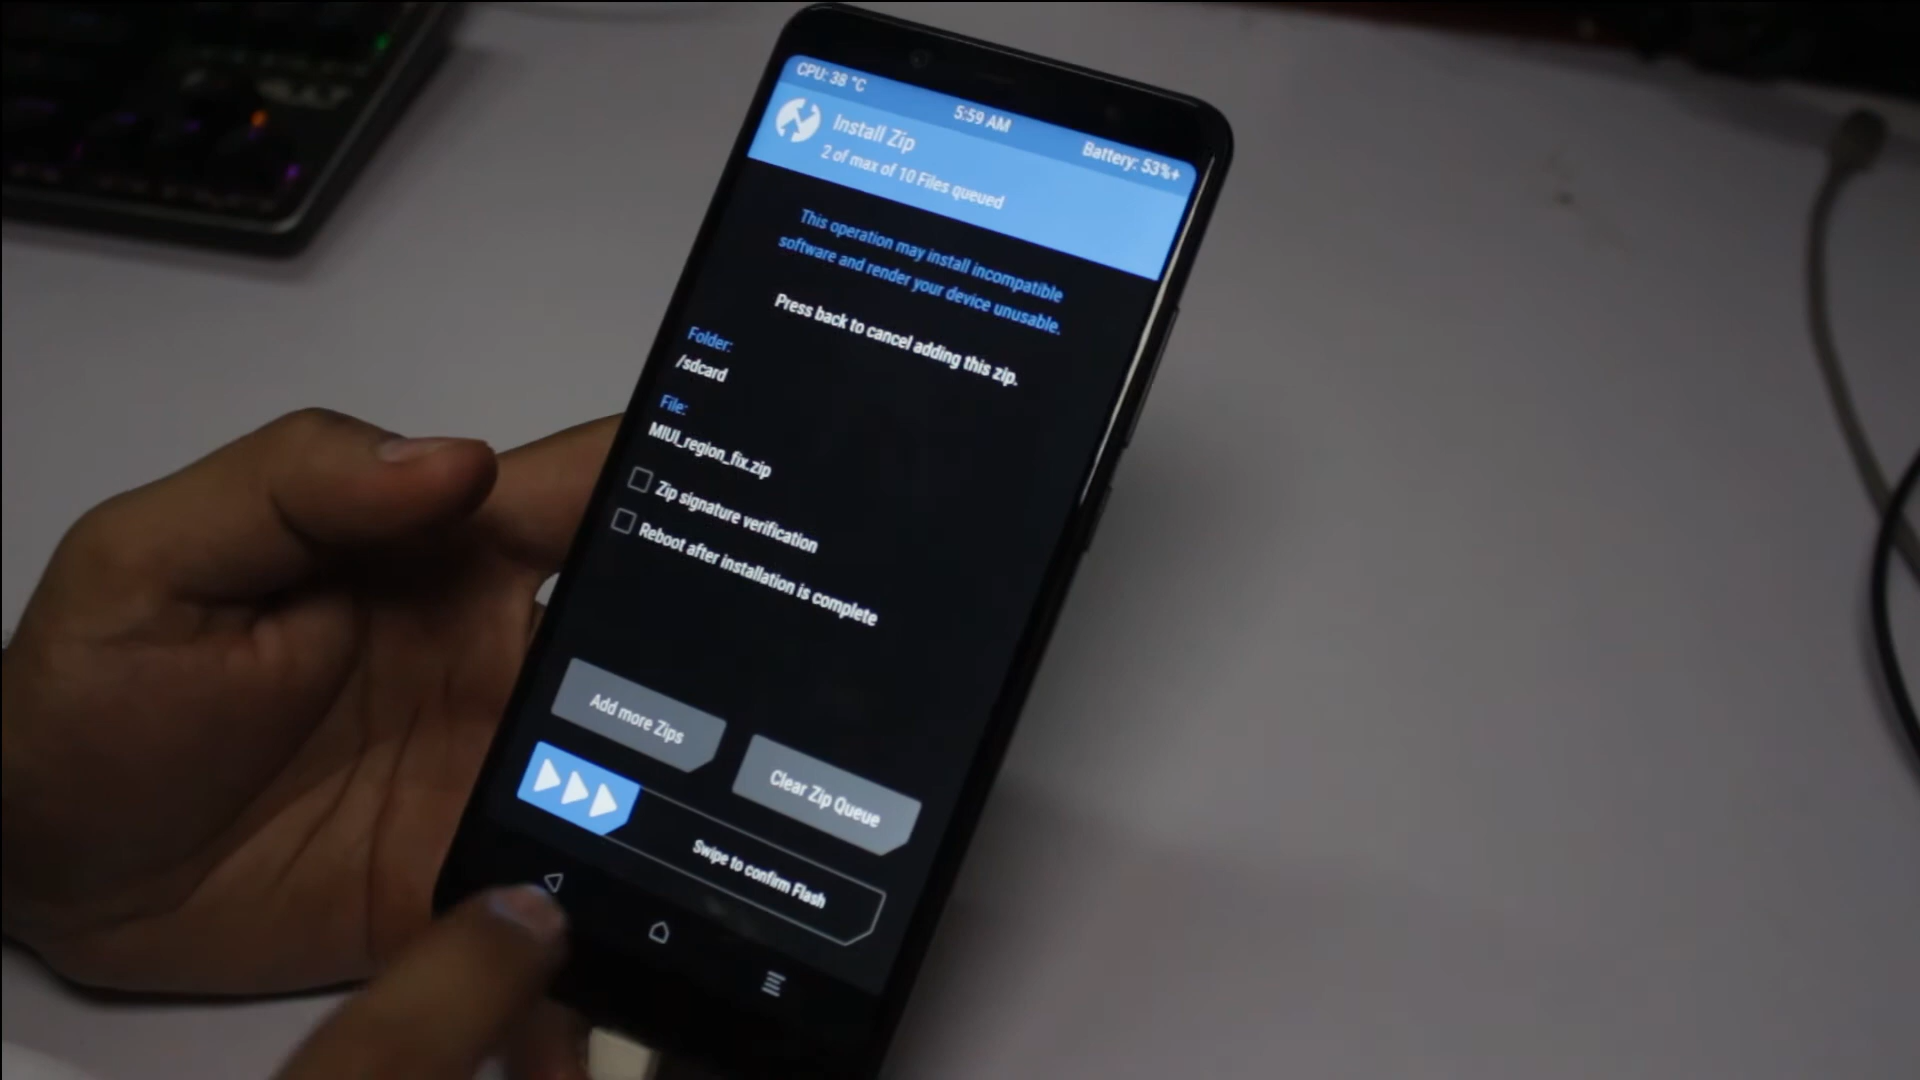 CPU: 38 °C
5:59 AM
Battery: 53%+
Install Zip
2 of max of 10 Files queued
This operation may install incompatible
software and render your device unusable.
Press back to cancel adding this zip.
Folder:
/sdcard
File:
MIUI_region_fix.zip
Zip signature verification
Reboot after installation is complete
Add more Zips
Clear Zip Queue
Swipe to confirm Flash